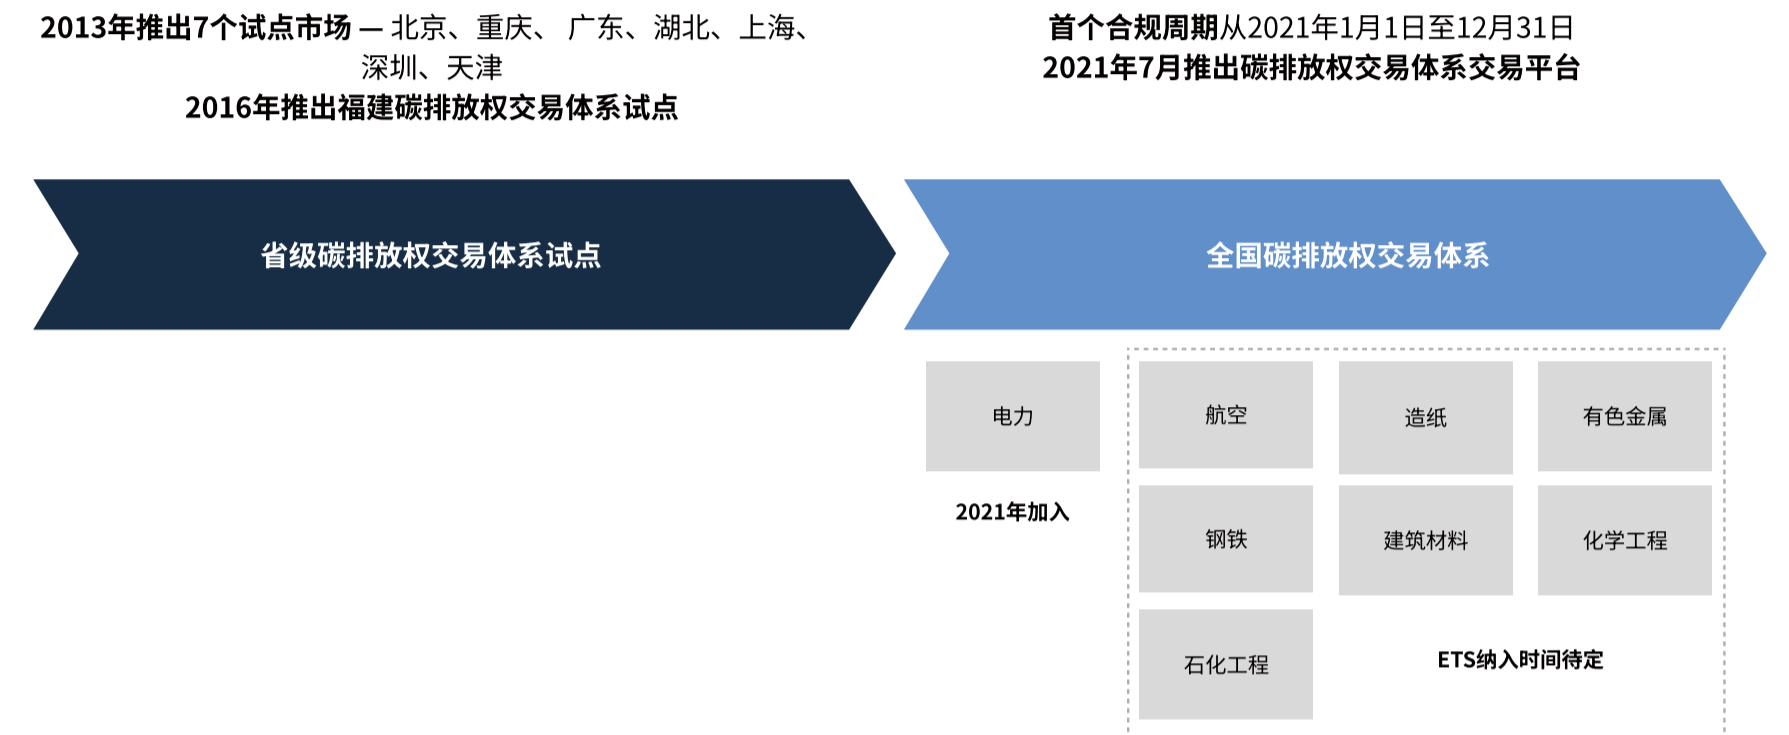 2013年推出7个试点市场 — 北京、重庆、 广东、湖北、上海、
深圳、天津
2016年推出福建碳排放权交易体系试点
首个合规周期从2021年1月1日至12月31日
2021年7月推出碳排放权交易体系交易平台
省级碳排放权交易体系试点
全国碳排放权交易体系
电力
航空
造纸
有色金属
2021年加入
钢铁
建筑材料
化学工程
石化工程
ETS纳入时间待定